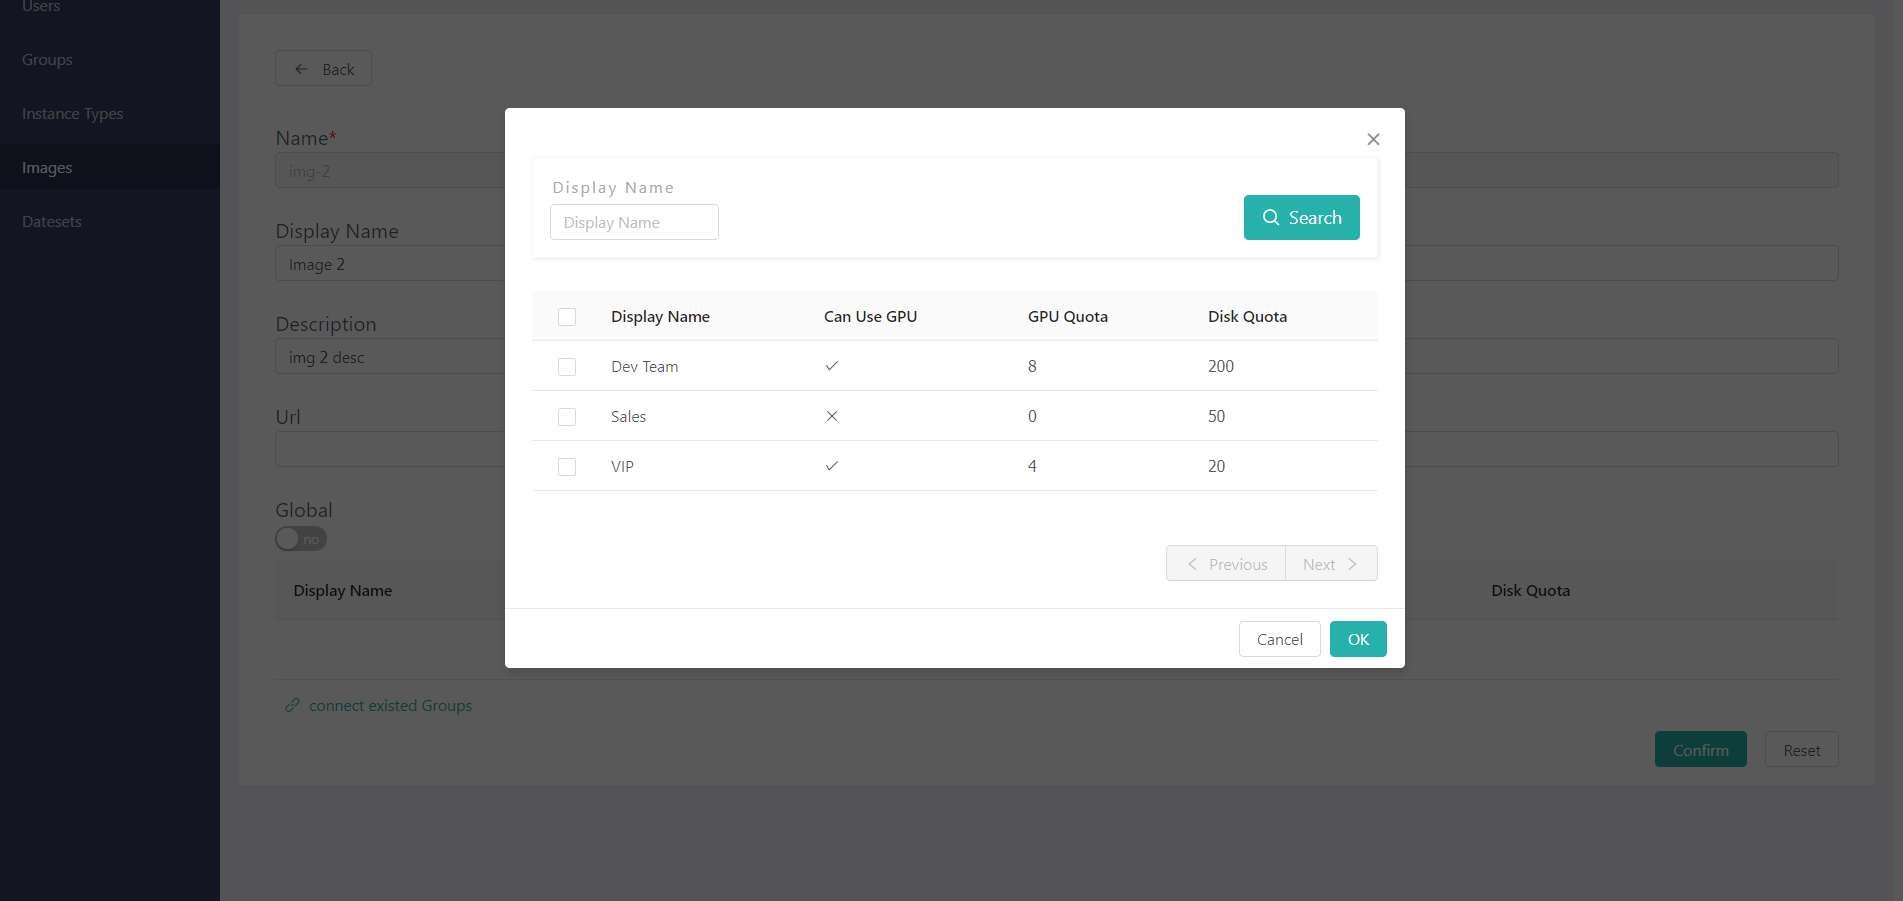 Users
Groups
Instance Types
Images
Datesets
Back
Name*
img-2
Display Name
Image 2
Description
img 2 desc
Url
Global
no
Display Name
Disk Quota
connect existed Groups
Confirm
Reset
Display Name
Display Name
Search
Display Name Can Use GPU GPU Quota Disk Quota
Dev Team 8 200
Sales 0 50
VIP 4 20
Previous Next
Cancel OK